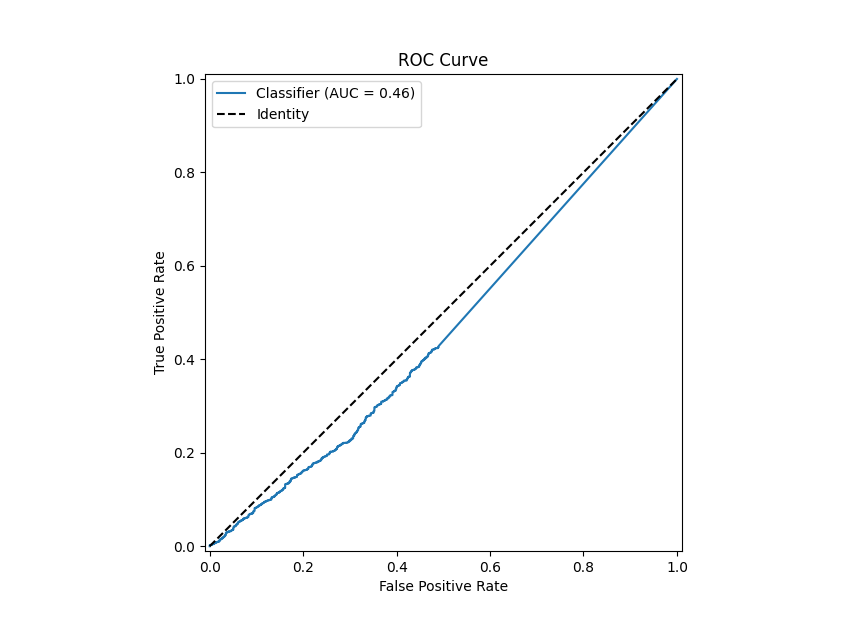 ROC Curve
Classifier (AUC = 0.46)
Identity
1.0
0.8
0.6
0.4
0.2
0.0
True Positive Rate
0.0 0.2 0.4 0.6 0.8 1.0
False Positive Rate